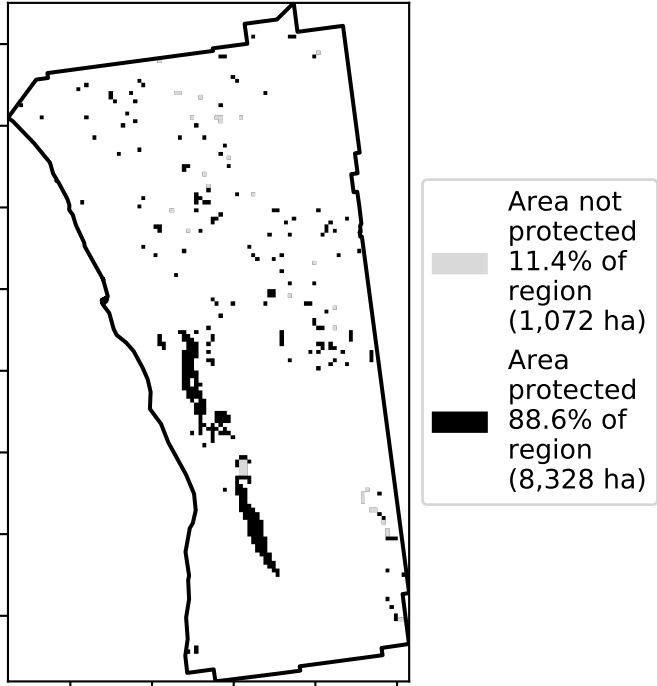 Area not
protected
11.4% of
region
(1,072 ha)
Area
protected
88.6% of
region
(8,328 ha)